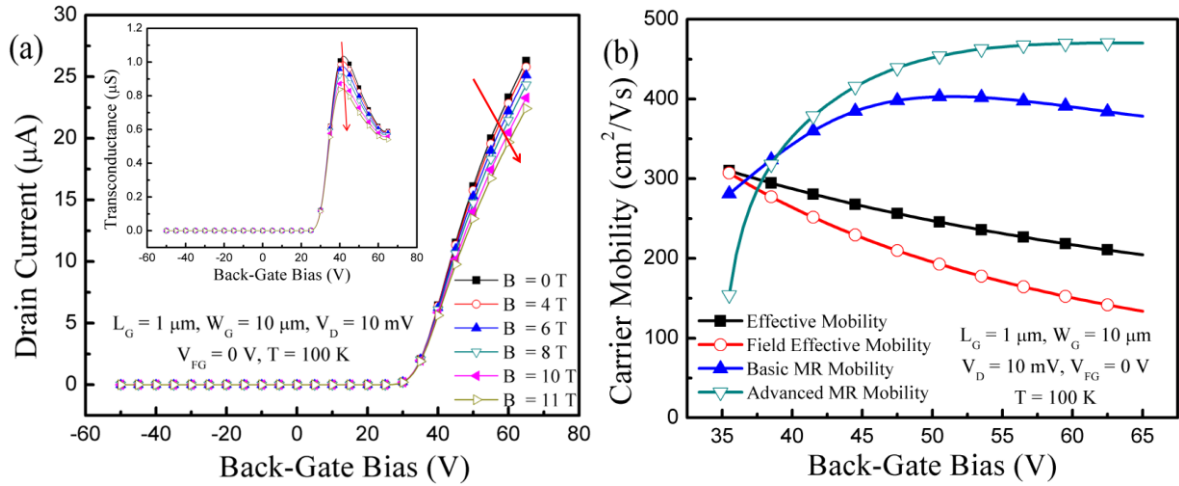 (a)
Drain Current (μA)
30
25
20
15
10
5
0
-60 -40 -20 0 20 40 60 80
Back-Gate Bias (V)
Transconductance (μS)
1.2
1.0
0.8
0.6
0.4
0.2
0.0
-60 -40 -20 0 20 40 60 80
Back-Gate Bias (V)
L_G = 1 μm, W_G = 10 μm, V_D = 10 mV
V_FG = 0 V, T = 100 K
B = 0 T
B = 4 T
B = 6 T
B = 8 T
B = 10 T
B = 11 T
(b)
Carrier Mobility (cm²/Vs)
500
400
300
200
100
0
35 40 45 50 55 60 65
Back-Gate Bias (V)
Effective Mobility
Field Effective Mobility
Basic MR Mobility
Advanced MR Mobility
L_G = 1 μm, W_G = 10 μm
V_D = 10 mV, V_FG = 0 V
T = 100 K